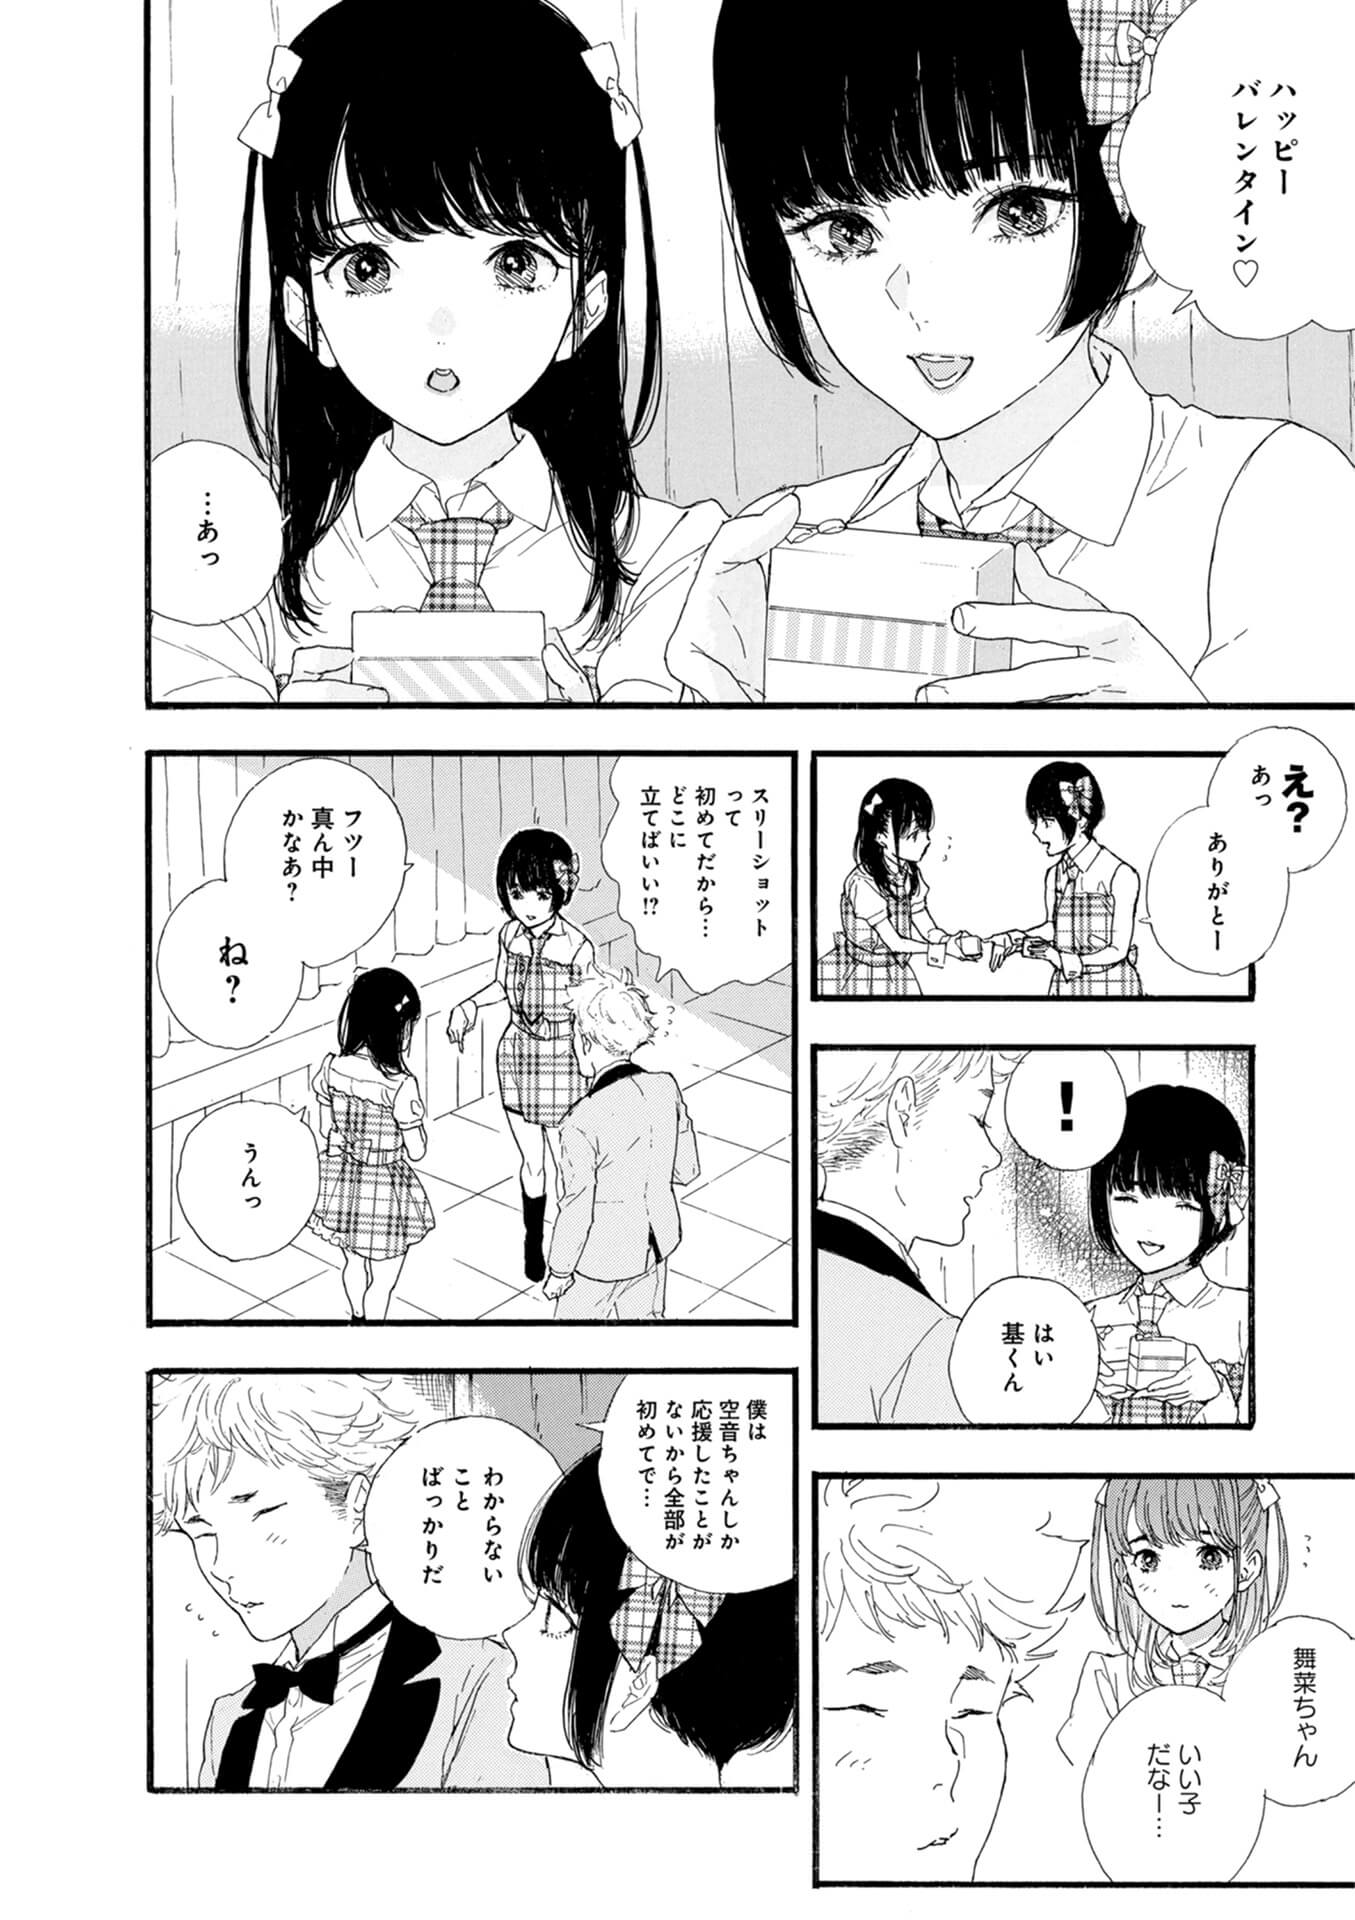 ハッピー
バレンタイン♡
…あっ
え?
あっ
ありがとー
!
はい
基くん
舞菜ちゃん
いい子
だなー…
スリーショット
って
初めてだから…
どこに
立てばいい!?
フツー
真ん中
かなあ?
ね?
うんっ
僕は
空音ちゃんしか
応援したことが
ないから全部が
初めてで…
わからない
こと
ばっかりだ